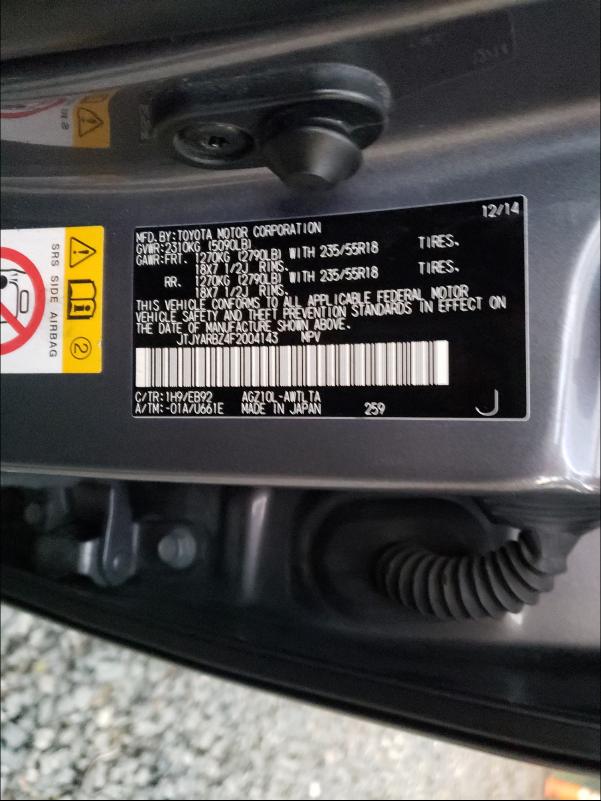 12/14
MFD.BY:TOYOTA MOTOR CORPORATION
GVWR:2310KG (5090LB)
GAWR:FRT. 1270KG (2790LB) WITH 235/55R18 TIRES.
18X7 1/2J RIMS.
RR. 1270KG (2790LB) WITH 235/55R18 TIRES.
18X7 1/2J RIMS.
THIS VEHICLE CONFORMS TO ALL APPLICABLE FEDERAL MOTOR
VEHICLE SAFETY AND THEFT PREVENTION STANDARDS IN EFFECT ON
THE DATE OF MANUFACTURE SHOWN ABOVE.
JTJYARBZ4F2004143 MPV
C/TR:1H9/EB92 AGZ10L-AWTLTA
A/TM:-01A/U661E MADE IN JAPAN 259
J
SRS SIDE AIRBAG
2